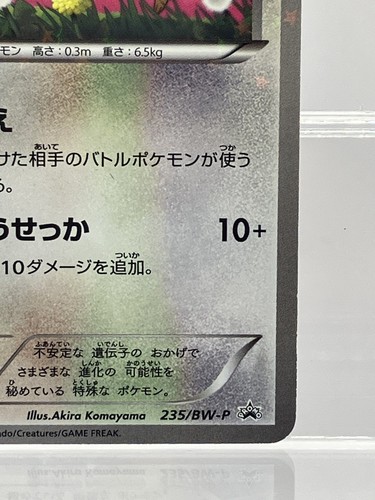 モン 高さ：0.3m 重さ：6.5kg
え
けた相手のバトルポケモンが使う
る。
うせっか 10+
10ダメージを追加。
不安定な 遺伝子の おかげで
さまざまな 進化の 可能性を
秘めている 特殊な ポケモン。
Illus.Akira Komayama 235/BW-P
do/Creatures/GAME FREAK.